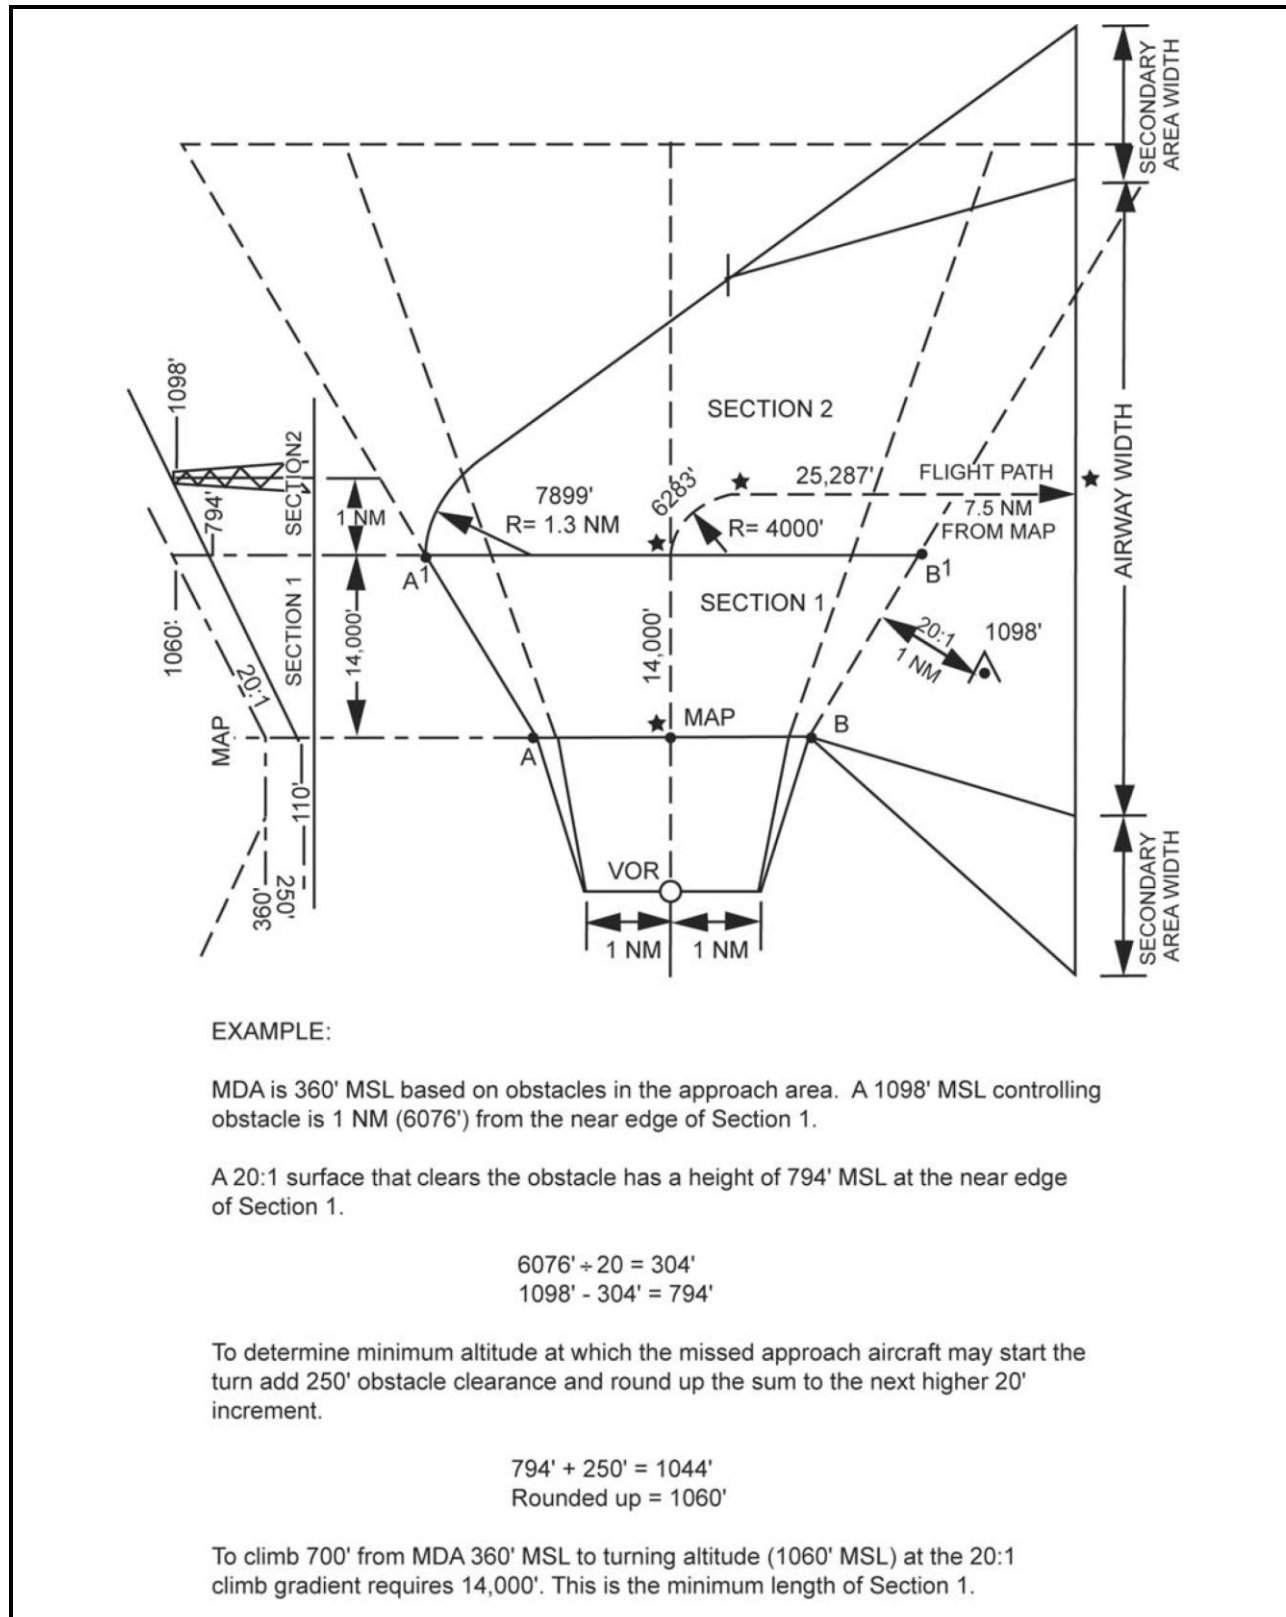 SECONDARY
AREA WIDTH
1098'
SECTION2
SECTION 2
794'
1 NM
7899'
R= 1.3 NM
6283'
25,287'
FLIGHT PATH
7.5 NM
FROM MAP
R= 4000'
AIRWAY WIDTH
A1
B1
1060'
SECTION 1
14,000'
14,000'
SECTION 1
20:1
20:1
1 NM
1098'
MAP
MAP
A
B
110'
360'
250'
VOR
1 NM
1 NM
SECONDARY
AREA WIDTH
EXAMPLE:
MDA is 360' MSL based on obstacles in the approach area. A 1098' MSL controlling
obstacle is 1 NM (6076') from the near edge of Section 1.
A 20:1 surface that clears the obstacle has a height of 794' MSL at the near edge
of Section 1.
6076' ÷ 20 = 304'
1098' - 304' = 794'
To determine minimum altitude at which the missed approach aircraft may start the
turn add 250' obstacle clearance and round up the sum to the next higher 20'
increment.
794' + 250' = 1044'
Rounded up = 1060'
To climb 700' from MDA 360' MSL to turning altitude (1060' MSL) at the 20:1
climb gradient requires 14,000'. This is the minimum length of Section 1.